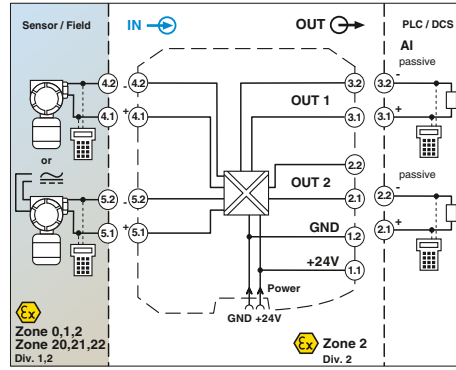 Sensor / Field
IN
OUT
PLC / DCS
AI
passive
4.2 - 4.2
3.2
3.2 -
OUT 1
4.1 + 4.1
3.1
3.1 +
or
2.2
passive
OUT 2
5.2 - 5.2
2.1
2.2 -
GND
5.1 + 5.1
1.2
2.1 +
+24V
1.1
Power
GND +24V
Ex
Zone 0,1,2
Zone 20,21,22
Div. 1,2
Ex
Zone 2
Div. 2